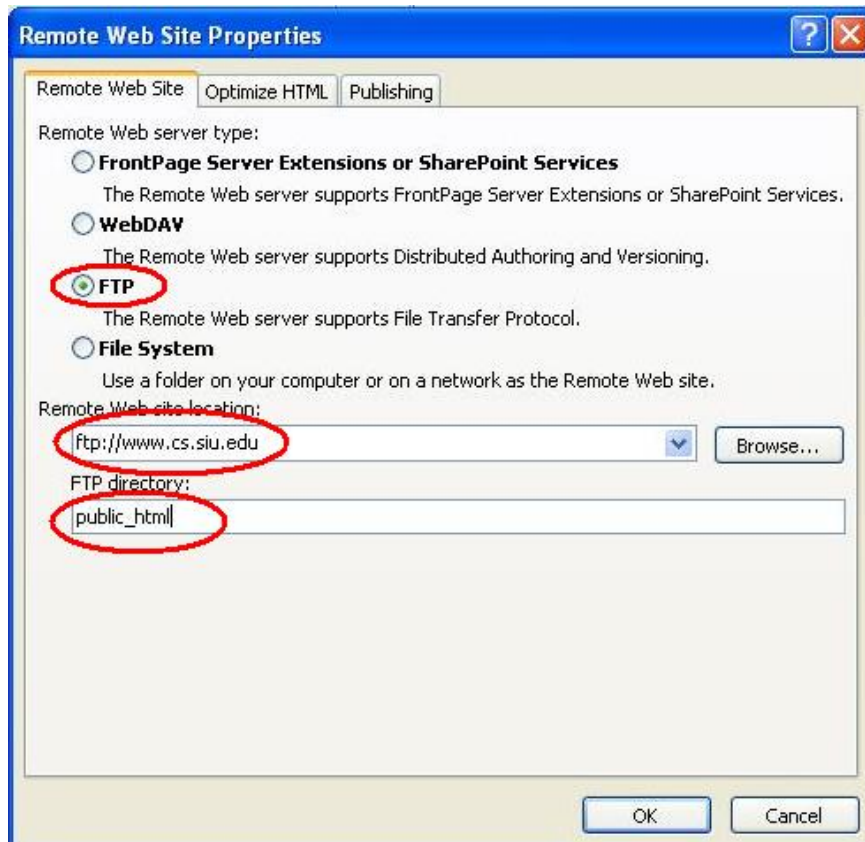 Remote Web Site Properties
Remote Web Site Optimize HTML Publishing
Remote Web server type:
FrontPage Server Extensions or SharePoint Services
The Remote Web server supports FrontPage Server Extensions or SharePoint Services.
WebDAV
The Remote Web server supports Distributed Authoring and Versioning.
FTP
The Remote Web server supports File Transfer Protocol.
File System
Use a folder on your computer or on a network as the Remote Web site.
Remote Web site location:
ftp://www.cs.siu.edu Browse...
FTP directory:
public_html
OK Cancel